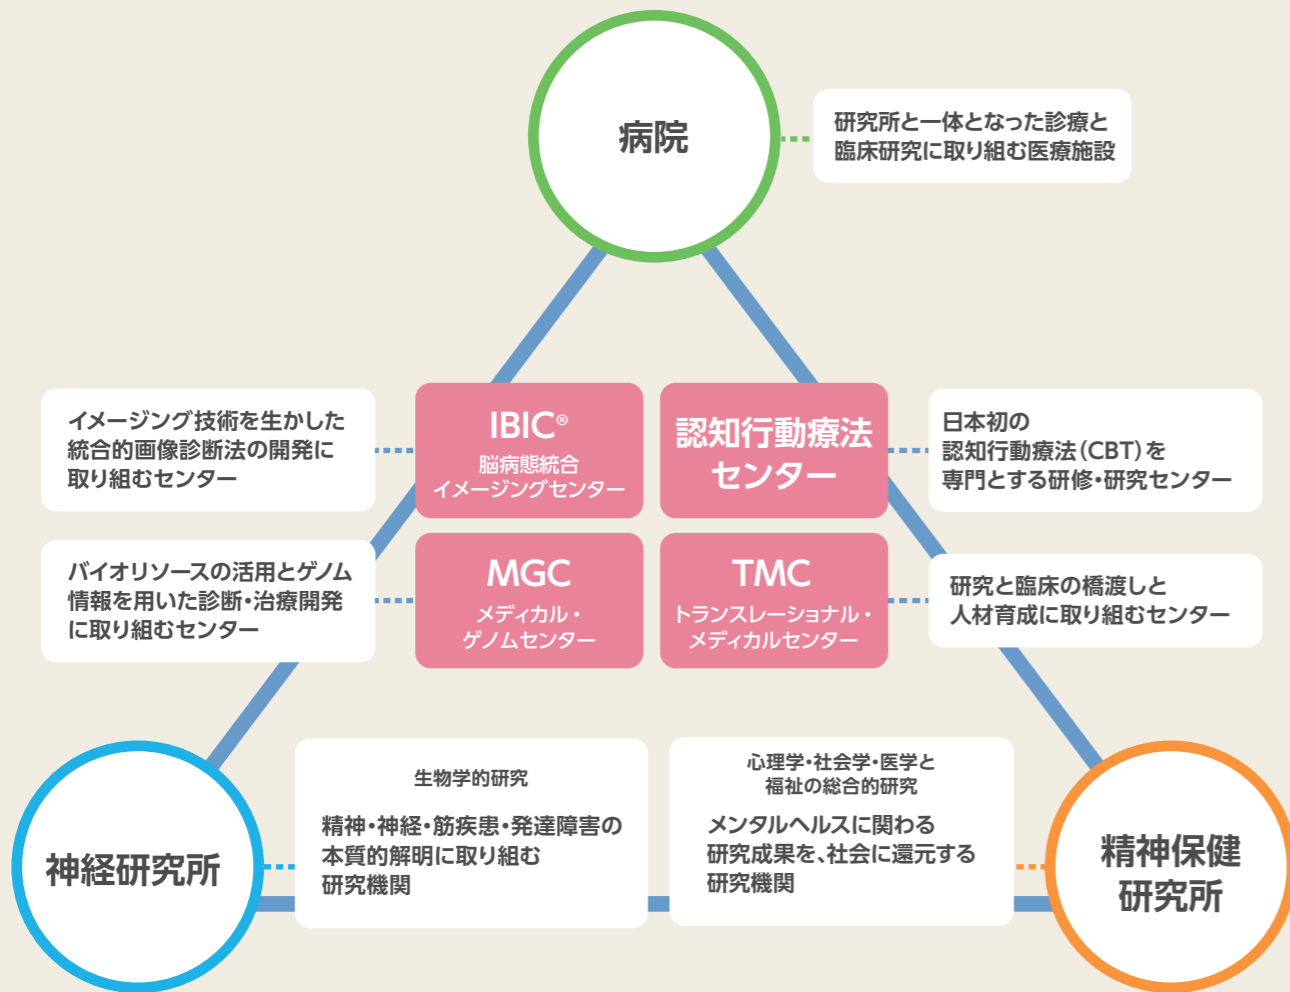 病院
研究所と一体となった診療と
臨床研究に取り組む医療施設
イメージング技術を生かした
統合的画像診断法の開発に
取り組むセンター
IBIC®
脳病態統合
イメージングセンター
認知行動療法
センター
日本初の
認知行動療法（CBT）を
専門とする研修・研究センター
バイオリソースの活用とゲノム
情報を用いた診断・治療開発
に取り組むセンター
MGC
メディカル・
ゲノムセンター
TMC
トランスレーショナル・
メディカルセンター
研究と臨床の橋渡しと
人材育成に取り組むセンター
神経研究所
生物学的研究
精神・神経・筋疾患・発達障害の
本質的解明に取り組む
研究機関
心理学・社会学・医学と
福祉の総合的研究
メンタルヘルスに関わる
研究成果を、社会に還元する
研究機関
精神保健
研究所